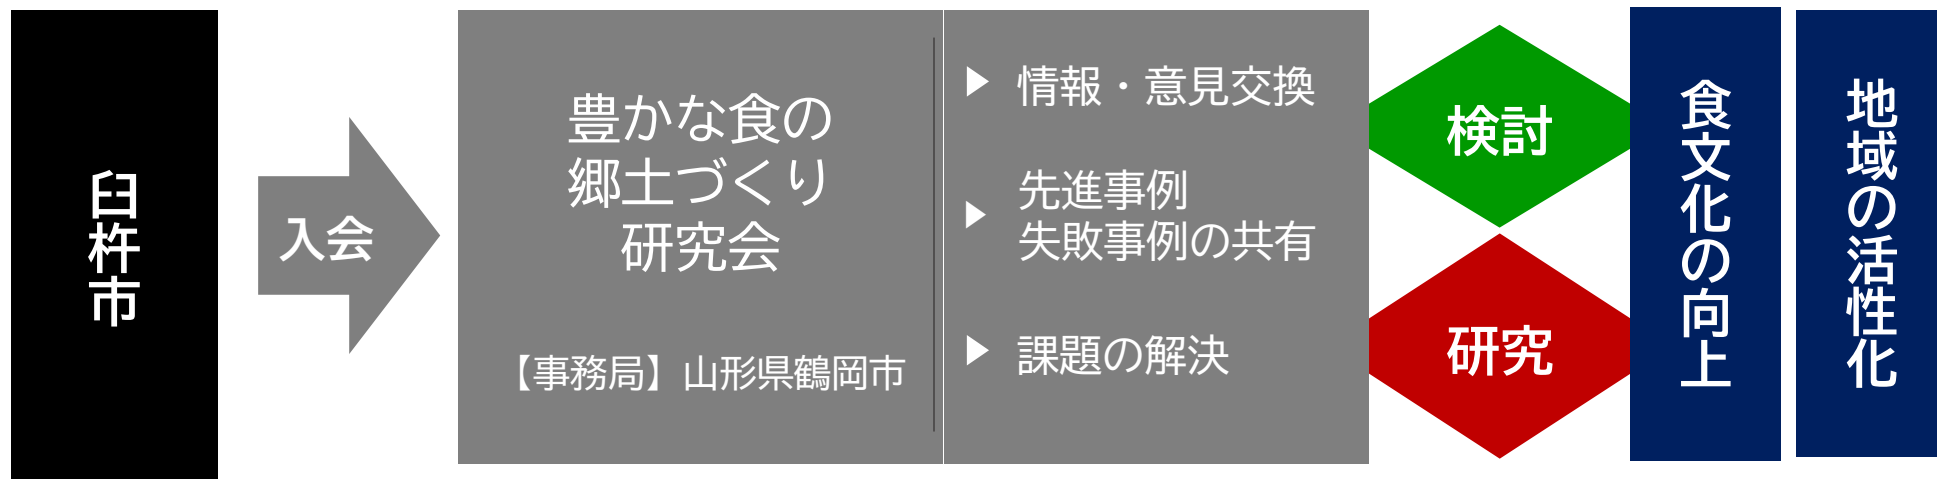 臼杵市
入会
豊かな食の
郷土づくり
研究会
【事務局】山形県鶴岡市
情報・意見交換
先進事例
失敗事例の共有
課題の解決
検討
研究
食文化の向上
地域の活性化